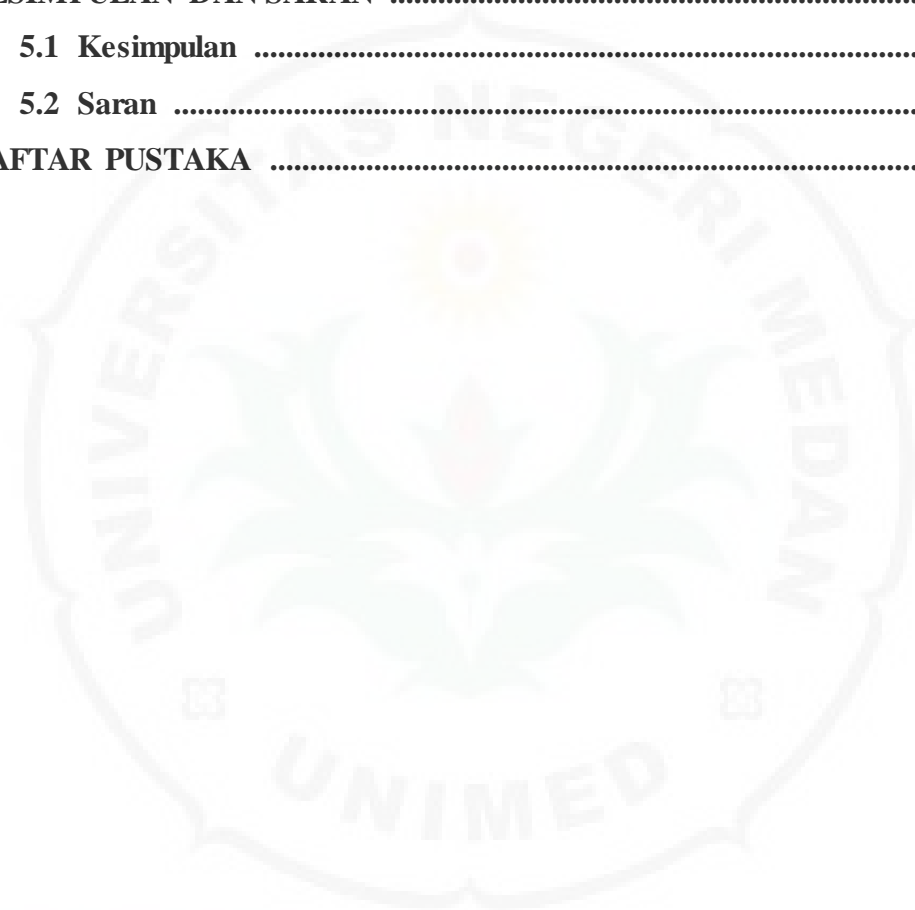 ESIMPULAN DAN SARAN ........................................................................
5.1 Kesimpulan ........................................................................................
5.2 Saran ..................................................................................................
AFTAR PUSTAKA ......................................................................................
UNIVERSITAS NEGERI MEDAN
UNIMED